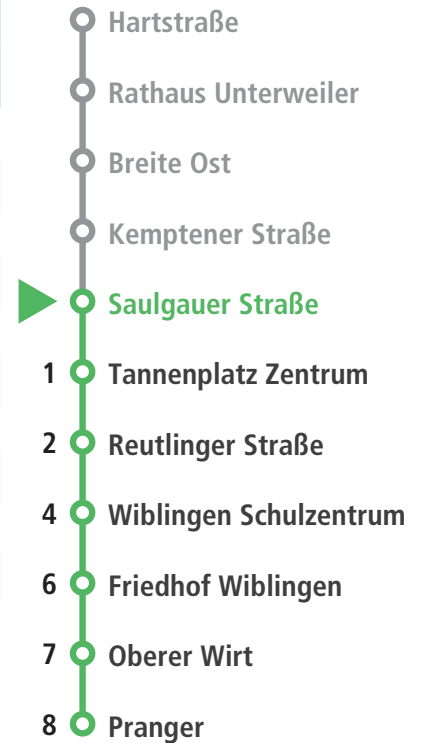 Hartstraße
Rathaus Unterweiler
Breite Ost
Kemptener Straße
Saulgauer Straße
1 Tannenplatz Zentrum
2 Reutlinger Straße
4 Wiblingen Schulzentrum
6 Friedhof Wiblingen
7 Oberer Wirt
8 Pranger